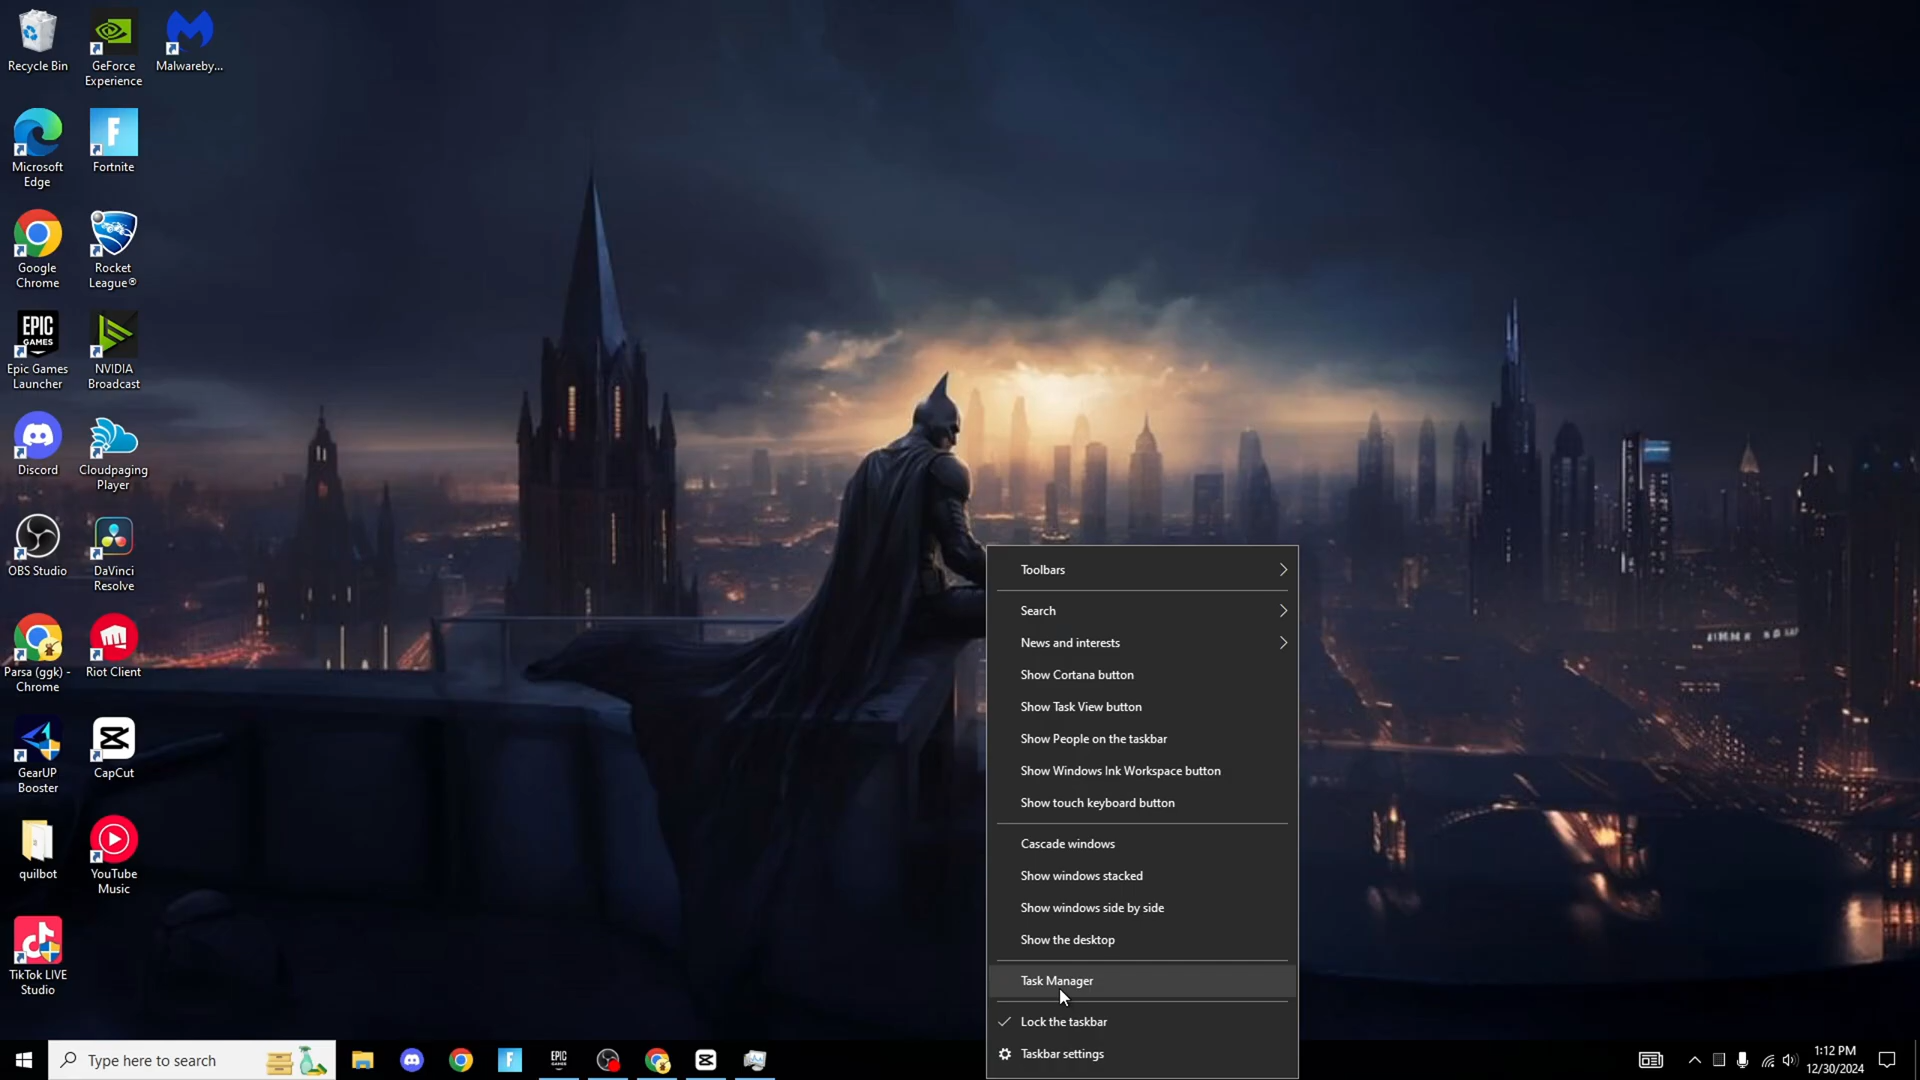 Recycle Bin
GeForce
Experience
Malwareby...
Microsoft
Edge
Fortnite
Google
Chrome
Rocket
League®
EPIC
GAMES
Epic Games
Launcher
NVIDIA
Broadcast
Discord
Cloudpaging
Player
OBS Studio
DaVinci
Resolve
Parsa (ggk) -
Chrome
Riot Client
GearUP
Booster
CapCut
quilbot
YouTube
Music
TikTok LIVE
Studio
Toolbars
Search
News and interests
Show Cortana button
Show Task View button
Show People on the taskbar
Show Windows Ink Workspace button
Show touch keyboard button
Cascade windows
Show windows stacked
Show windows side by side
Show the desktop
Task Manager
Lock the taskbar
Taskbar settings
Type here to search
EPIC
GAMES
1:12 PM
12/30/2024